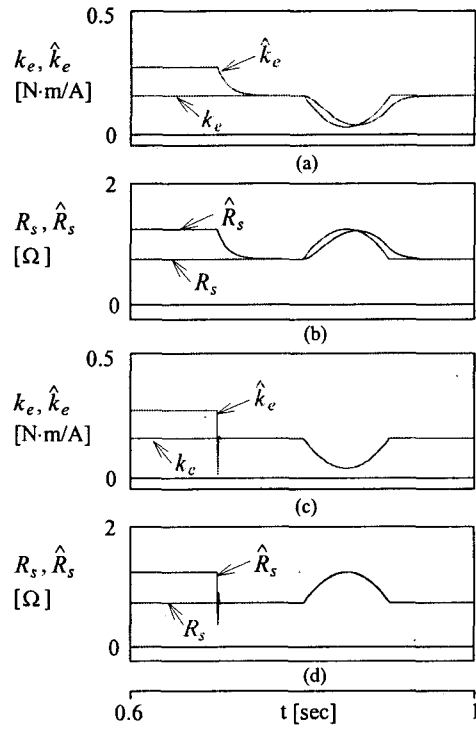 0.5
k_e, k̂_e
[N·m/A]
k̂_e
k_e
0
(a)
2
R_s, R̂_s
[Ω]
R̂_s
R_s
0
(b)
0.5
k_e, k̂_e
[N·m/A]
k̂_e
k_e
0
(c)
2
R_s, R̂_s
[Ω]
R̂_s
R_s
0
(d)
0.6 t [sec] 1